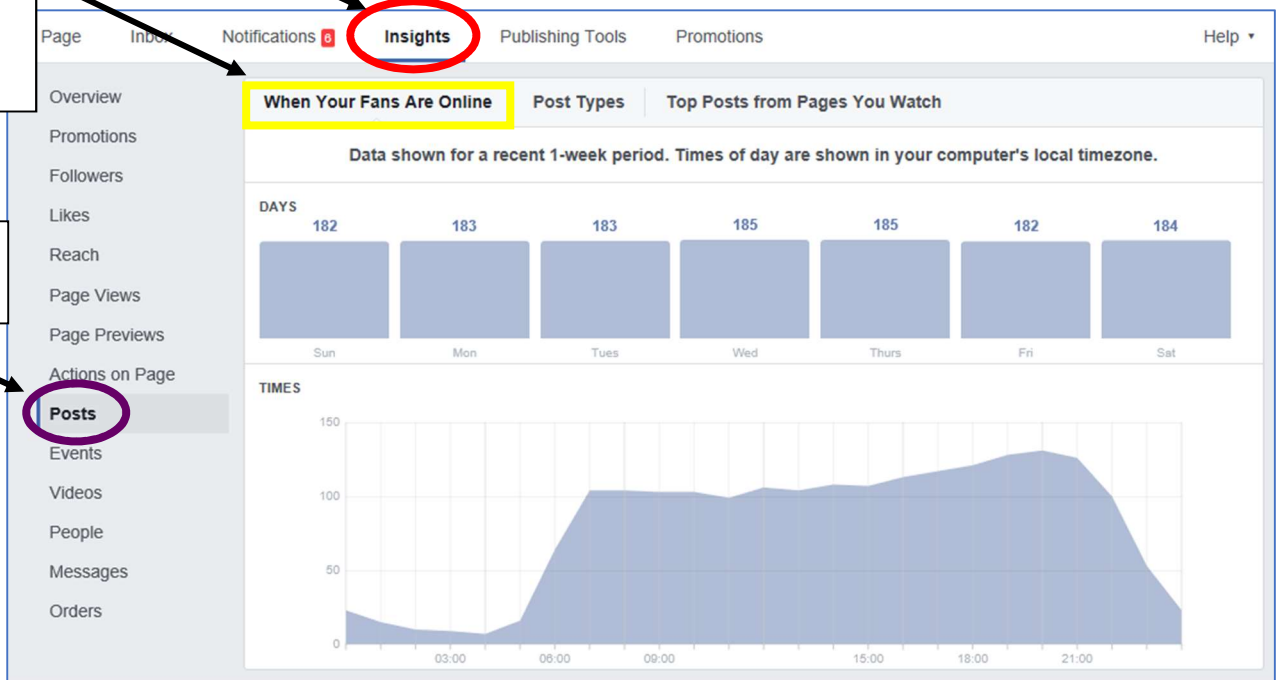 Page Inbox Notifications 6 Insights Publishing Tools Promotions Help
Overview
Promotions
Followers
Likes
Reach
Page Views
Page Previews
Actions on Page
Posts
Events
Videos
People
Messages
Orders
When Your Fans Are Online Post Types Top Posts from Pages You Watch
Data shown for a recent 1-week period. Times of day are shown in your computer's local timezone.
DAYS
182 183 183 185 185 182 184
Sun Mon Tues Wed Thurs Fri Sat
TIMES
150
100
50
0
03:00 06:00 09:00 15:00 18:00 21:00